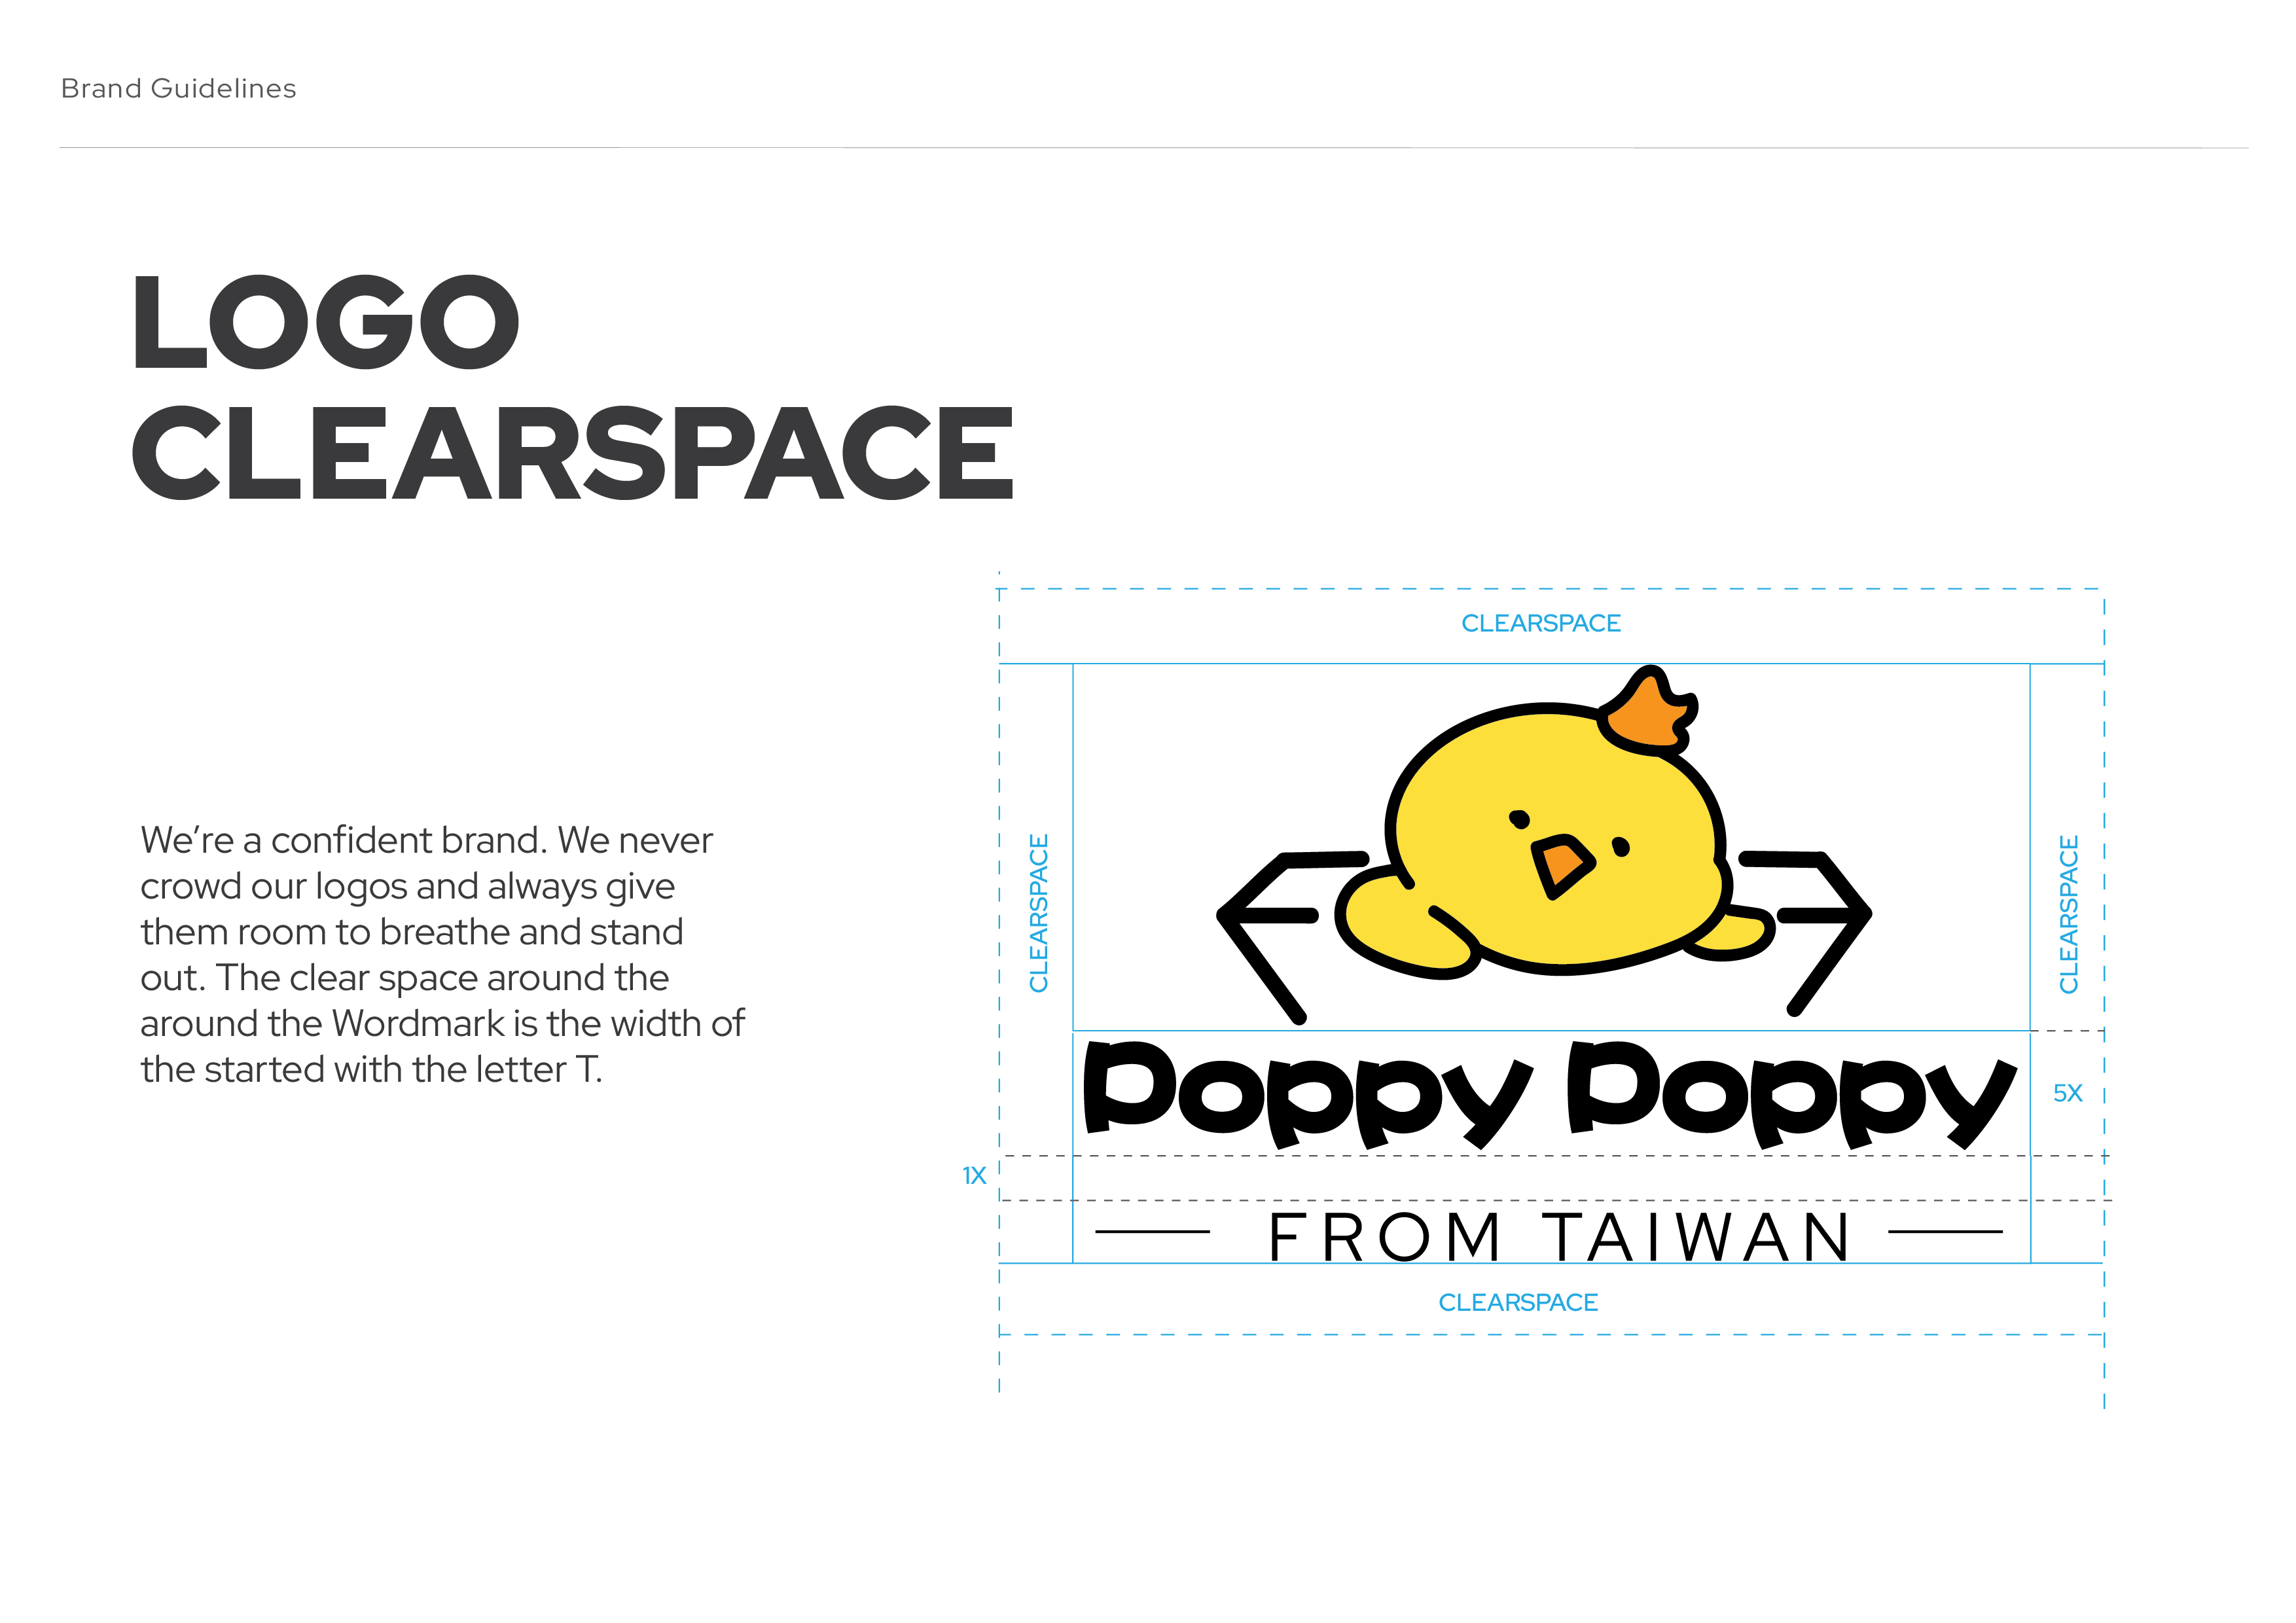 Brand Guidelines
LOGO
CLEARSPACE
We’re a confident brand. We never
crowd our logos and always give
them room to breathe and stand
out. The clear space around the
around the Wordmark is the width of
the started with the letter T.
CLEARSPACE
CLEARSPACE
CLEARSPACE
Poppy Poppy
5X
1X
FROM TAIWAN
CLEARSPACE